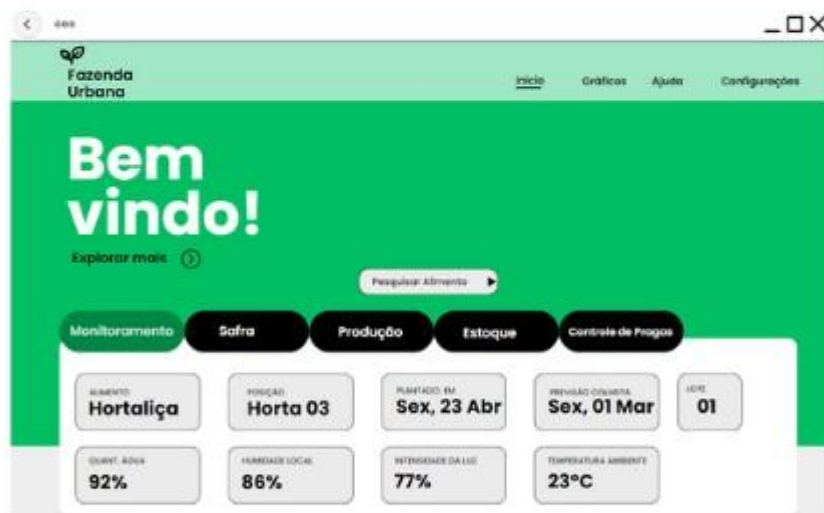 Fazenda
Urbana
Início
Gráficos
Ajuda
Configurações
Bem
vindo!
Explorar mais
Pesquisar Alimento
Monitoramento
Safra
Produção
Estoque
Controle de Pragas
ALIMENTO
Hortaliça
POSIÇÃO
Horta 03
PLANTADO EM
Sex, 23 Abr
PREVISÃO COLHEITA
Sex, 01 Mar
LOTE
01
QUANT. ÁGUA
92%
HUMIDADE LOCAL
86%
INTENSIDADE DA LUZ
77%
TEMPERATURA AMBIENTE
23°C